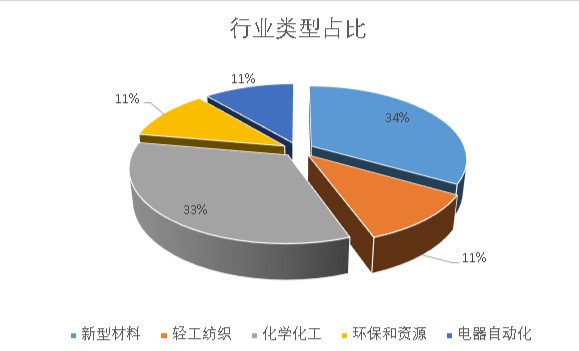 行业类型占比
11%
34%
11%
33%
11%
新型材料 轻工纺织 化学化工 环保和资源 电器自动化